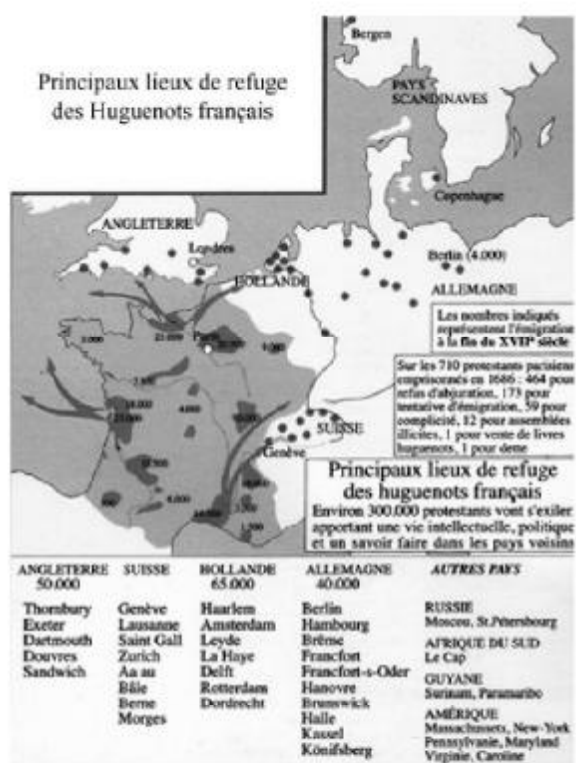 Principaux lieux de refuge
des Huguenots français
Bergen
PAYS
SCANDINAVES
Copenhague
ANGLETERRE
Londres
HOLLANDE
Berlin (4.000)
ALLEMAGNE
Paris
SUISSE
Genève
Les nombres indiqués
représentent l'émigration
à la fin du XVIIe siècle
Sur les 710 protestants parisiens
emprisonnés en 1686 : 464 pour
refus d'abjuration, 173 pour
tentative d'émigration, 59 pour
complicité, 12 pour assemblées
illicites, 1 pour vente de livres
huguenots, 1 pour dette
Principaux lieux de refuge
des huguenots français
Environ 300.000 protestants vont s'exiler
apportant une vie intellectuelle, politique
et un savoir faire dans les pays voisins
ANGLETERRE
50.000
Thornbury
Exeter
Dartmouth
Douvres
Sandwich
SUISSE
Genève
Lausanne
Saint Gall
Zurich
Aa au
Bâle
Berne
Morges
HOLLANDE
65.000
Haarlem
Amsterdam
Leyde
La Haye
Delft
Rotterdam
Dordrecht
ALLEMAGNE
40.000
Berlin
Hambourg
Brême
Francfort
Francfort-s-Oder
Hanovre
Brunswick
Halle
Kassel
Könifsberg
AUTRES PAYS
RUSSIE
Moscou, St.Pétersbourg
AFRIQUE DU SUD
Le Cap
GUYANE
Surinam, Paramaribo
AMÉRIQUE
Massachussets, New-York
Pennsylvanie, Maryland
Virginie, Caroline